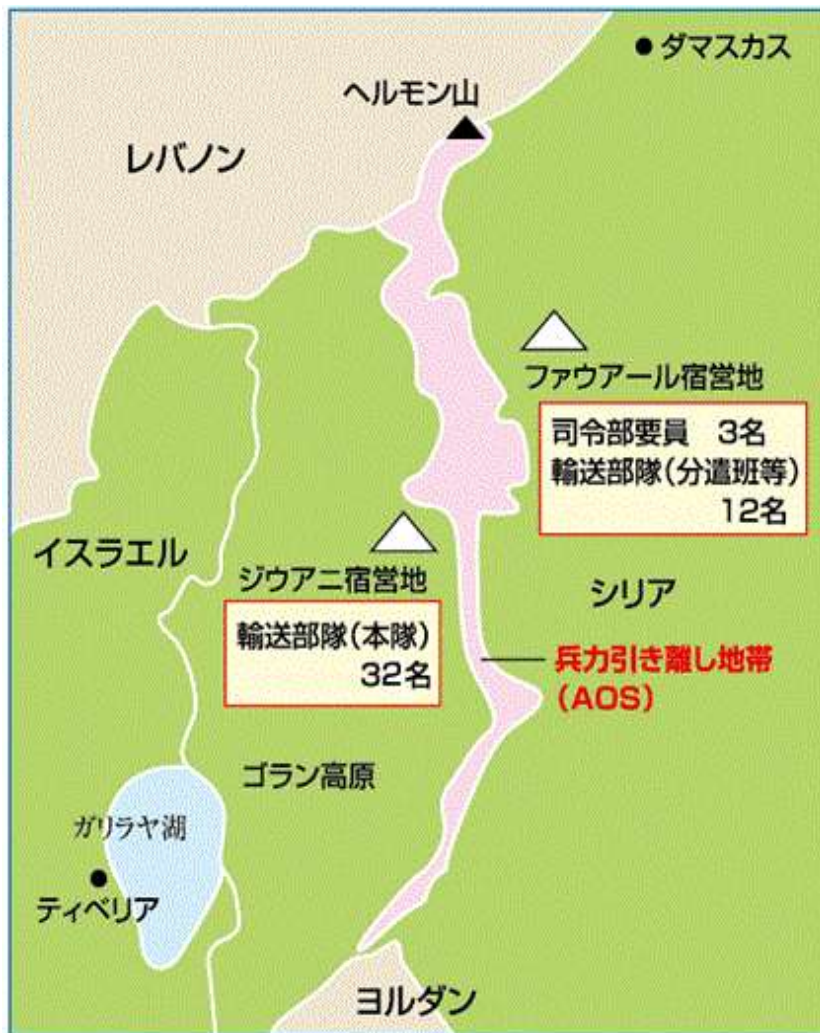 ダマスカス
ヘルモン山
レバノン
ファウアール宿営地
司令部要員 3名
輸送部隊(分遣班等)
12名
イスラエル
ジウアニ宿営地
シリア
輸送部隊(本隊)
32名
兵力引き離し地帯
(AOS)
ゴラン高原
ガリラヤ湖
ティベリア
ヨルダン